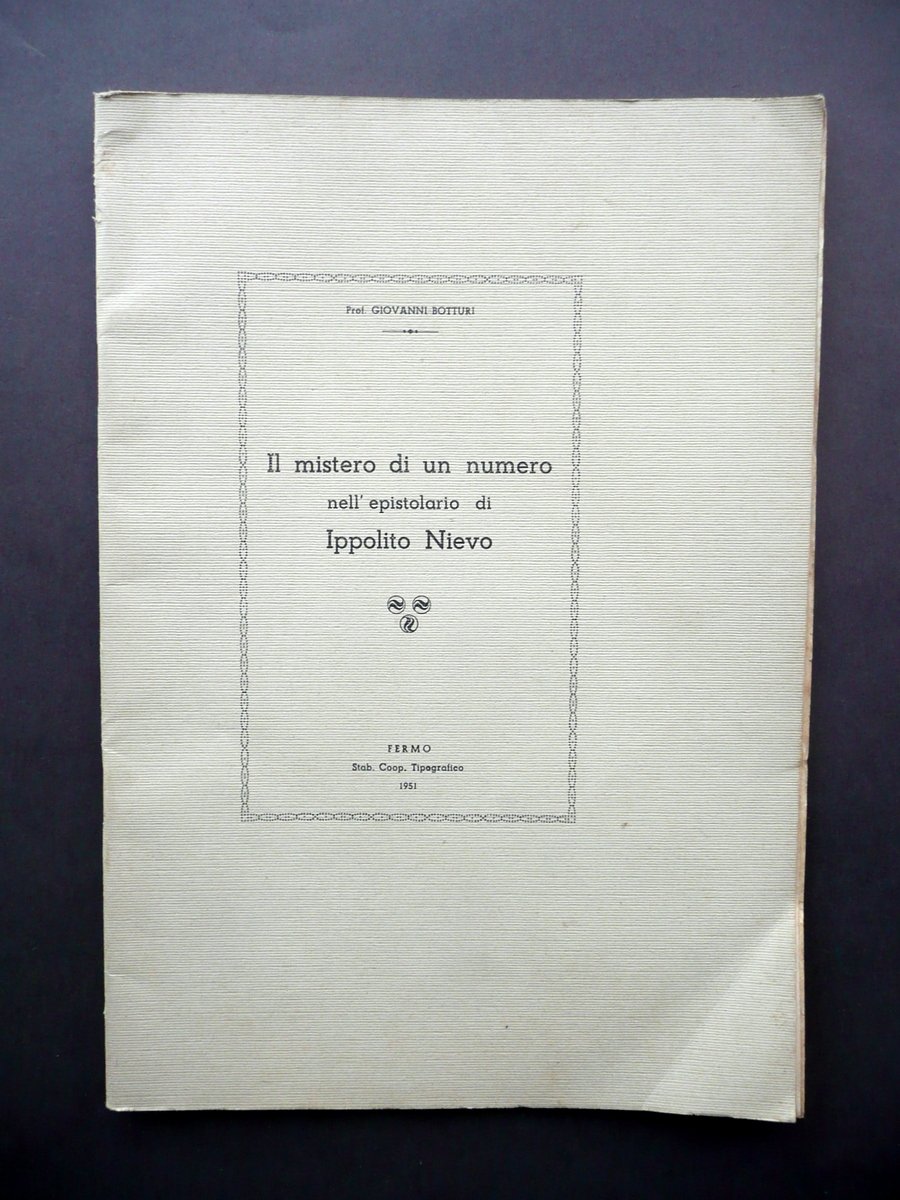 Prof. GIOVANNI BOTTURI
Il mistero di un numero
nell' epistolario di
Ippolito Nievo
FERMO
Stab. Coop. Tipografico
1951